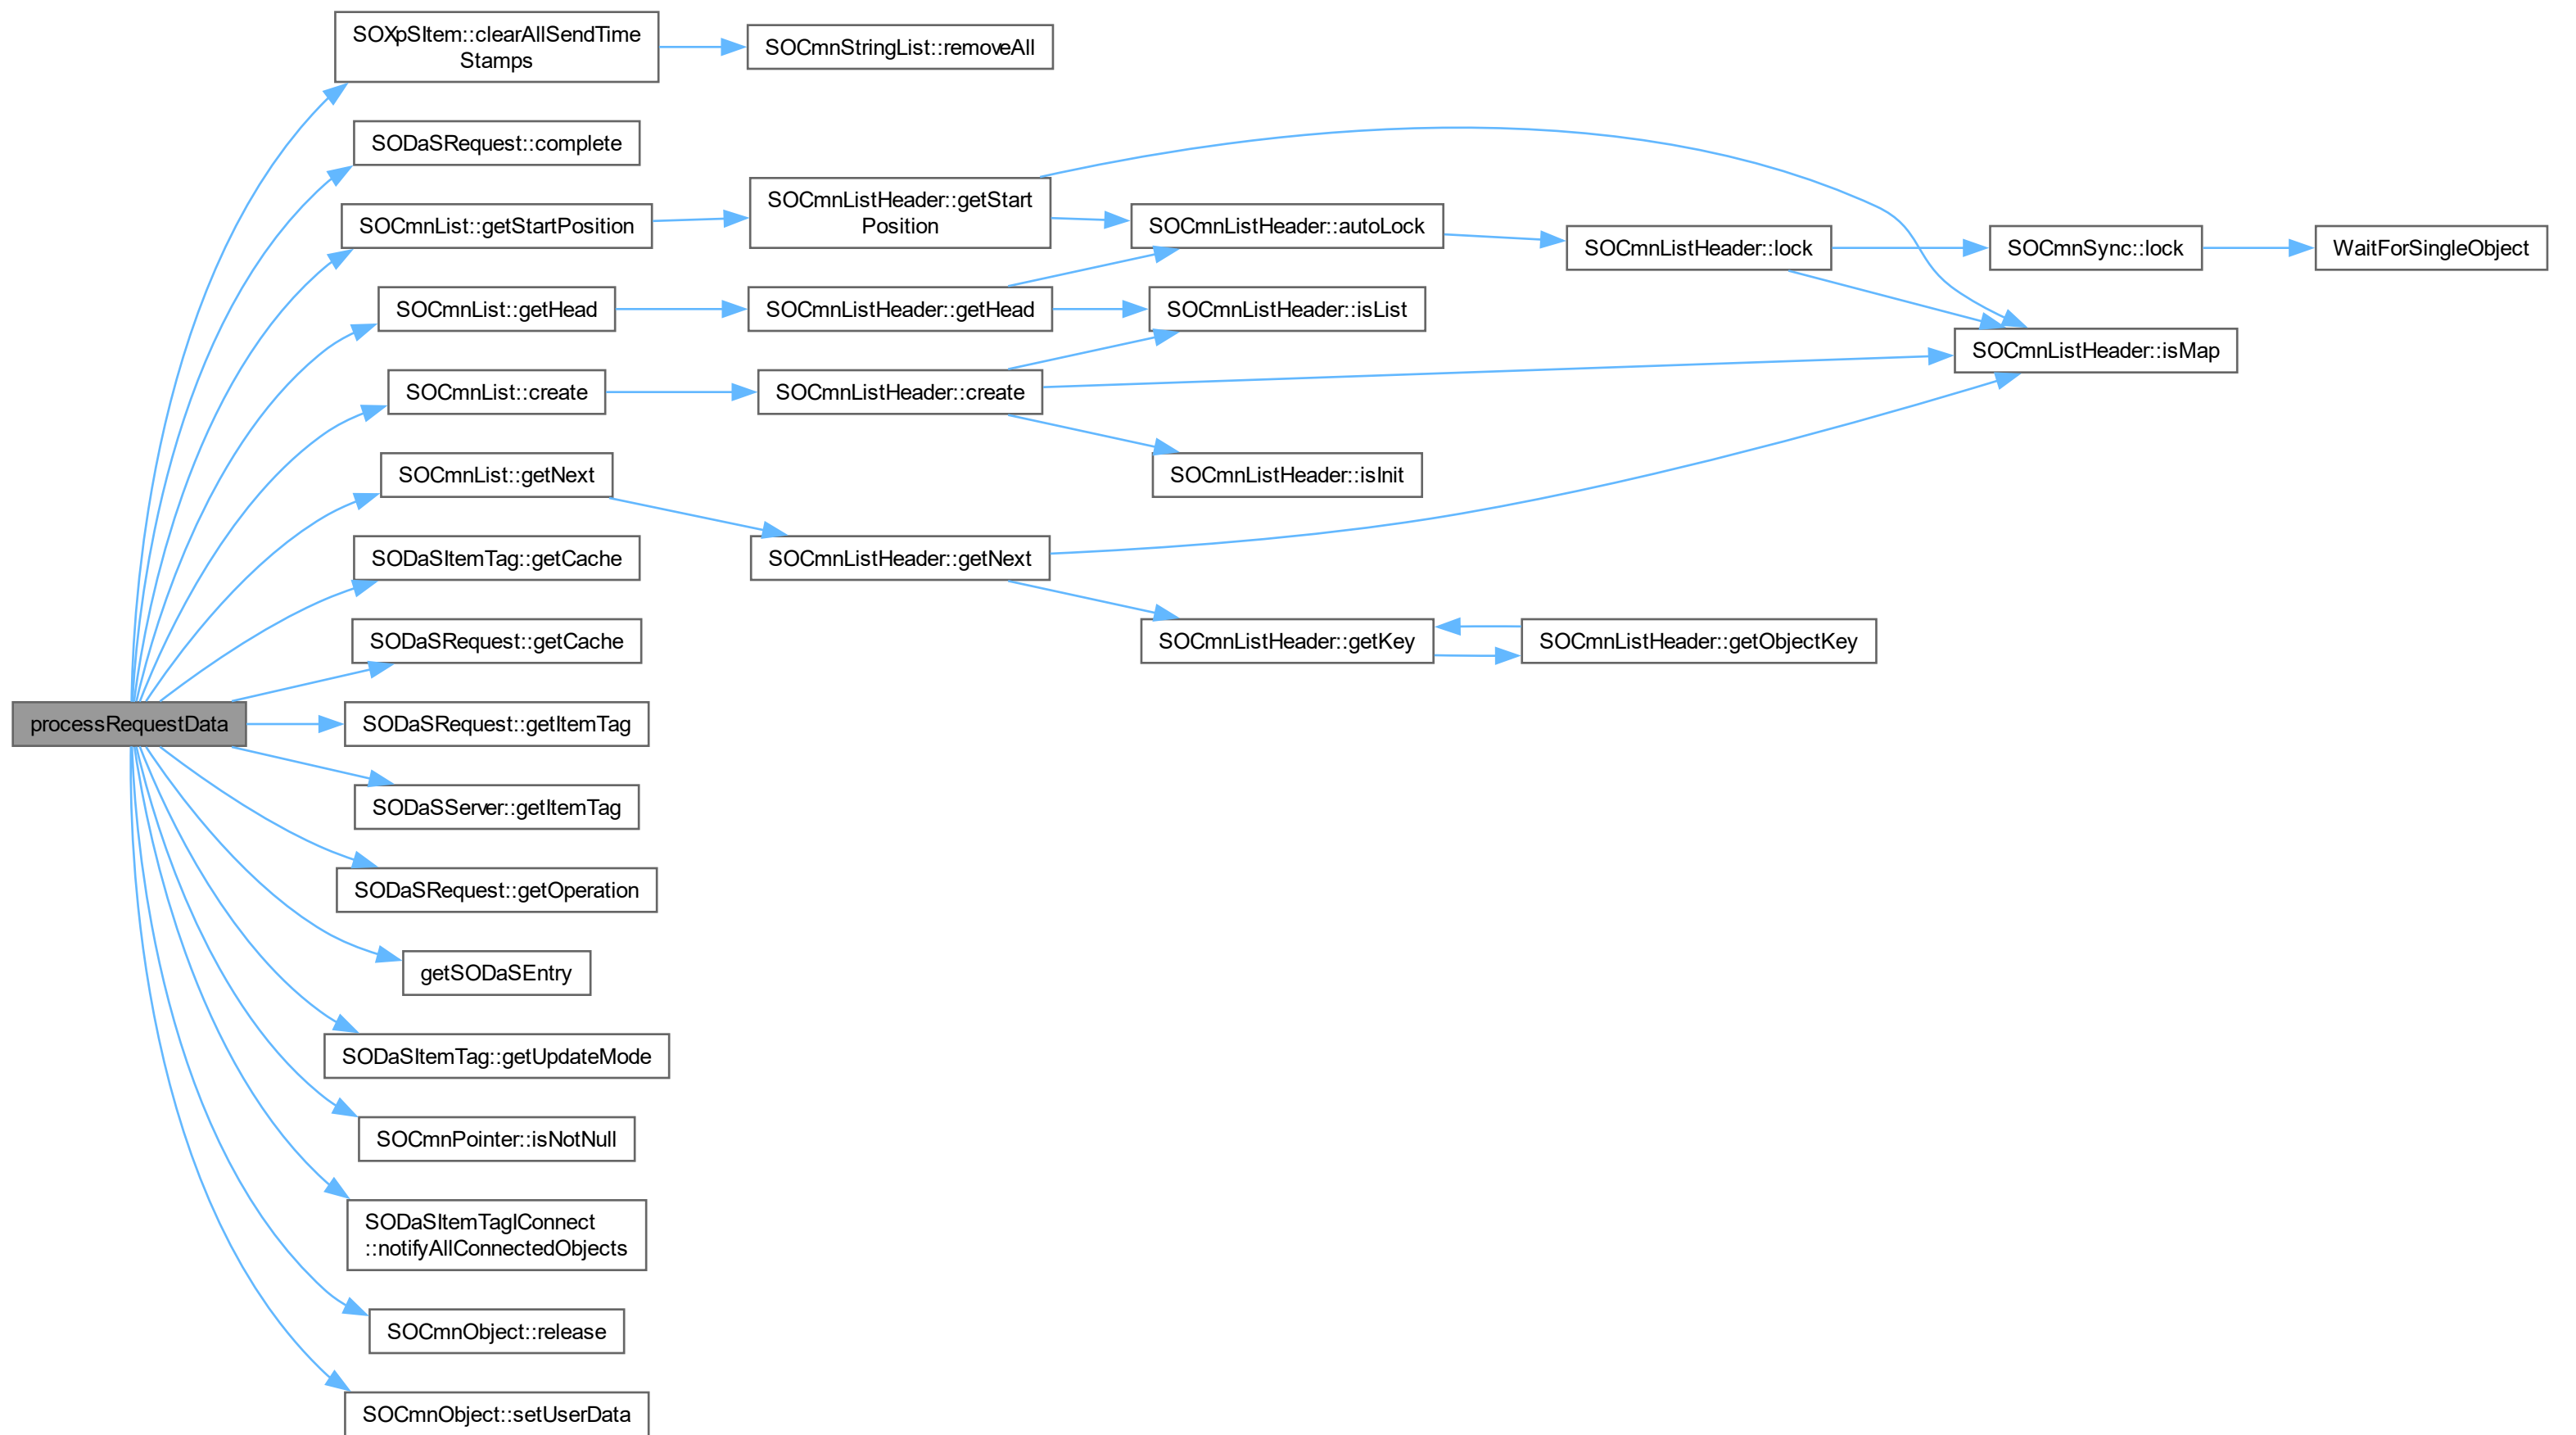 SOXpSItem::clearAllSendTime
Stamps
SOCmnStringList::removeAll
SODaSRequest::complete
SOCmnList::getStartPosition
SOCmnListHeader::getStart
Position
SOCmnListHeader::autoLock
SOCmnListHeader::lock
SOCmnSync::lock
WaitForSingleObject
SOCmnList::getHead
SOCmnListHeader::getHead
SOCmnListHeader::isList
SOCmnListHeader::isMap
SOCmnList::create
SOCmnListHeader::create
SOCmnListHeader::isInit
SOCmnList::getNext
SOCmnListHeader::getNext
SODaSItemTag::getCache
SODaSRequest::getCache
SOCmnListHeader::getKey
SOCmnListHeader::getObjectKey
processRequestData
SODaSRequest::getItemTag
SODaSServer::getItemTag
SODaSRequest::getOperation
getSODaSEntry
SODaSItemTag::getUpdateMode
SOCmnPointer::isNotNull
SODaSItemTagIConnect
::notifyAllConnectedObjects
SOCmnObject::release
SOCmnObject::setUserData